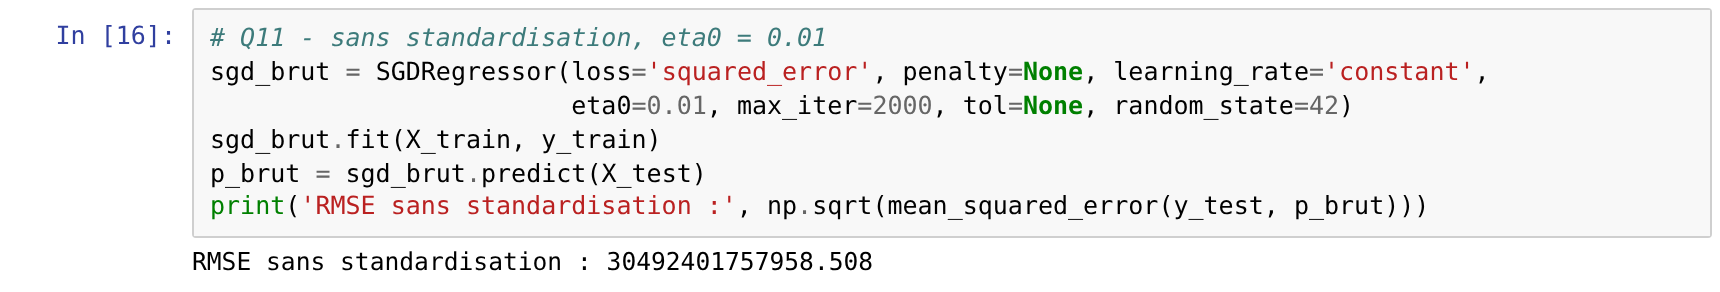 In [16]:
# Q11 - sans standardisation, eta0 = 0.01
sgd_brut = SGDRegressor(loss='squared_error', penalty=None, learning_rate='constant',
                        eta0=0.01, max_iter=2000, tol=None, random_state=42)
sgd_brut.fit(X_train, y_train)
p_brut = sgd_brut.predict(X_test)
print('RMSE sans standardisation :', np.sqrt(mean_squared_error(y_test, p_brut)))
RMSE sans standardisation : 30492401757958.508